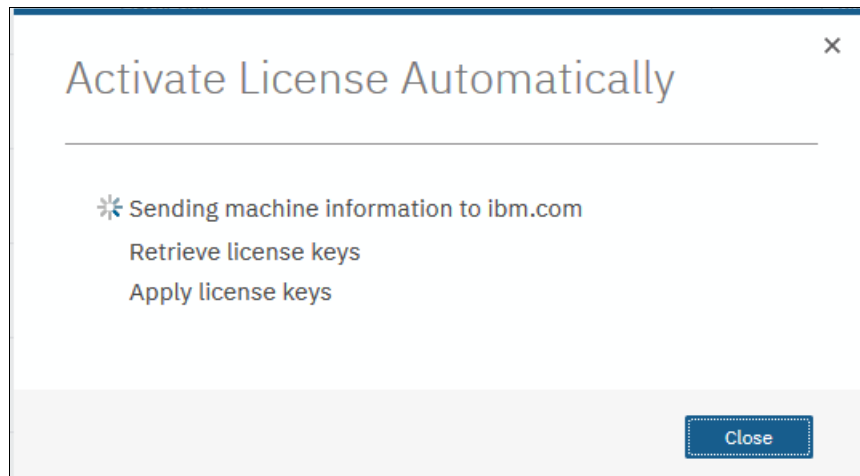 Activate License Automatically
Sending machine information to ibm.com
Retrieve license keys
Apply license keys
Close